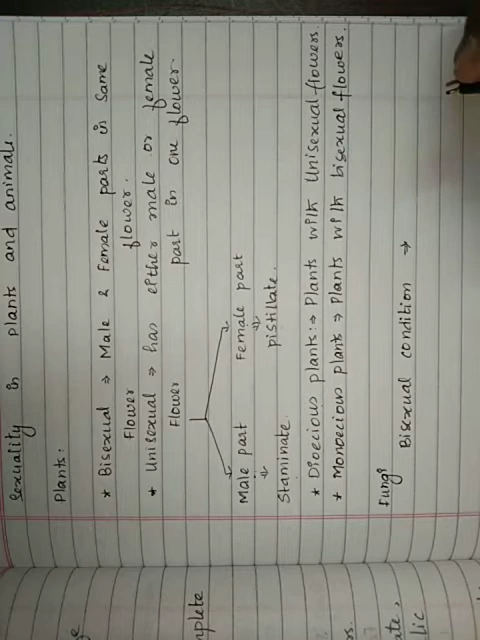 Sexuality in plants and animals.
Plants:
* Bisexual ⇒ Male & Female parts in same
Flower flower.
* Unisexual ⇒ has either male or female
Flower part in one flower.
Male part Female part
⇓ ⇓
Staminate. pistillate.
* Dioecious plants:⇒ Plants with Unisexual flowers.
* Monoecious plants ⇒ Plants with bisexual flowers.
Fungi
Bisexual condition →
mplete
te,
lic